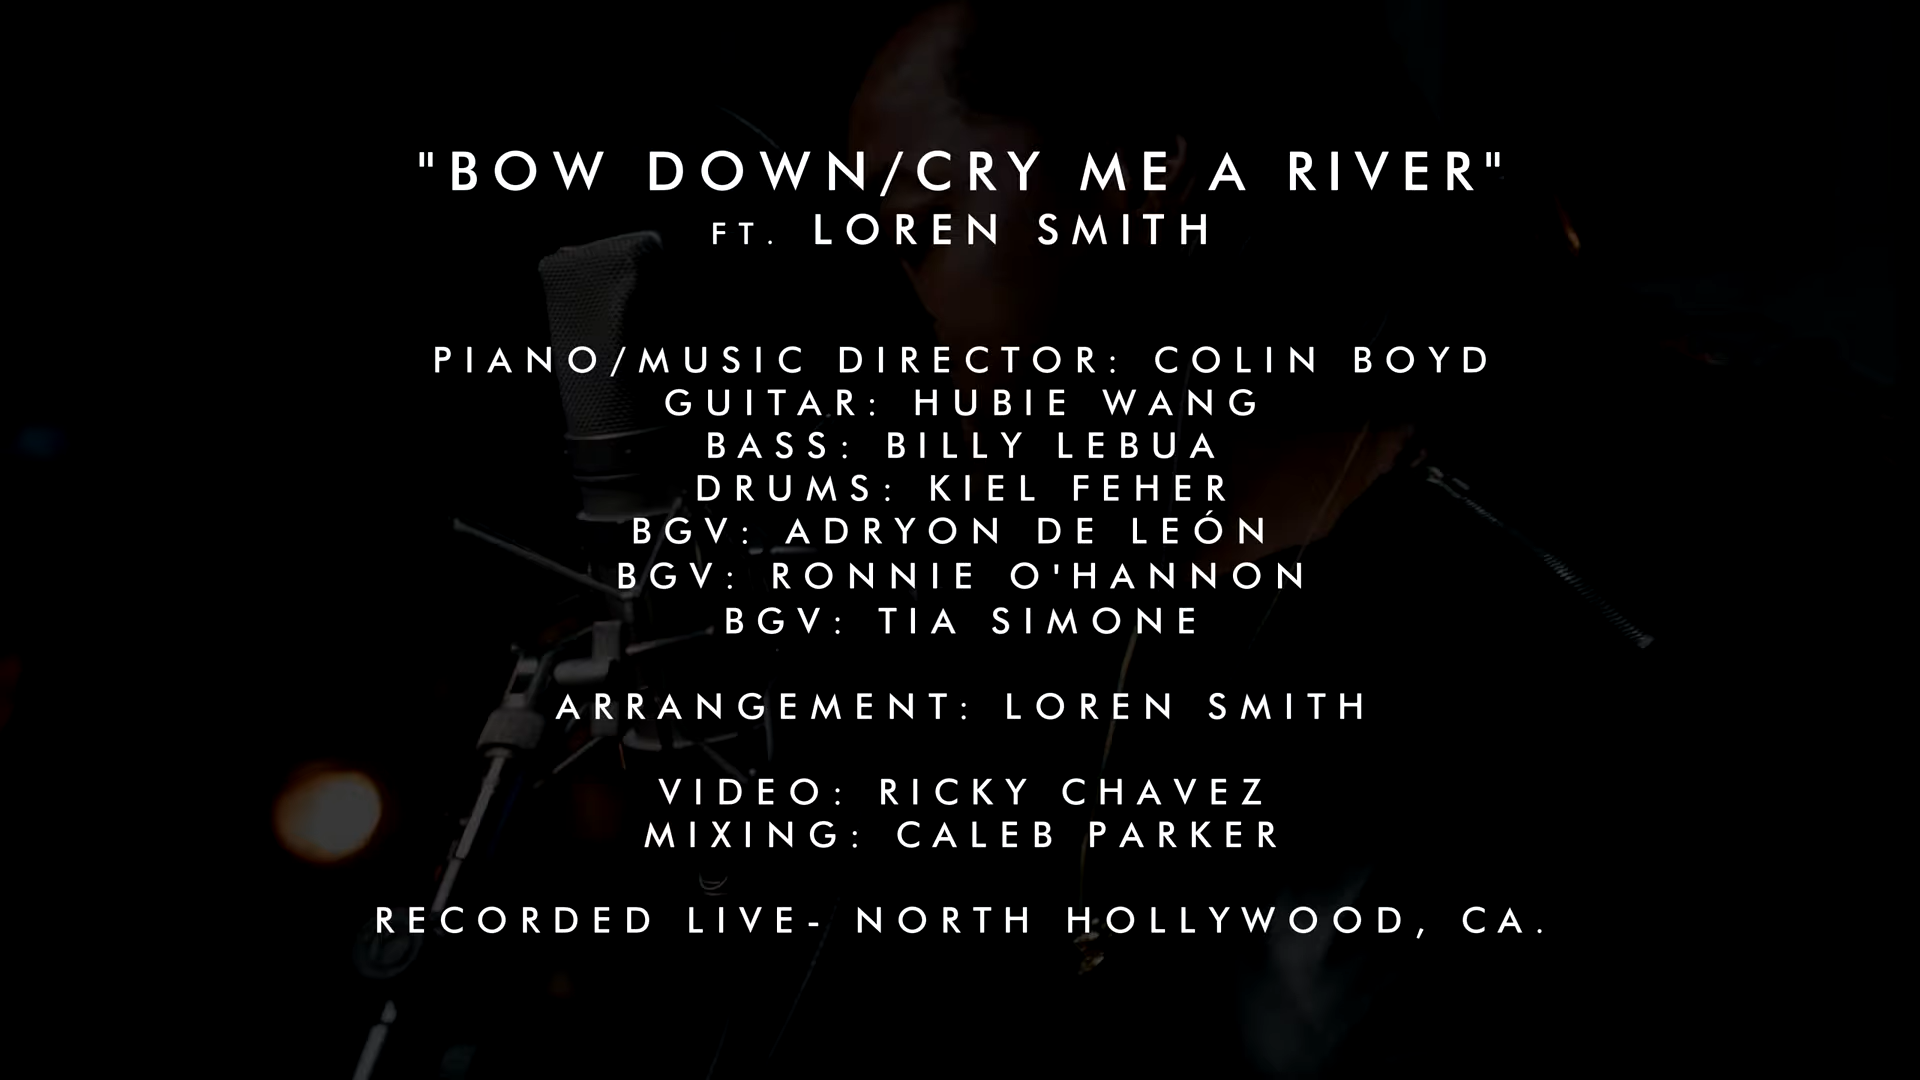 "BOW DOWN/CRY ME A RIVER"
FT. LOREN SMITH
PIANO/MUSIC DIRECTOR: COLIN BOYD
GUITAR: HUBIE WANG
BASS: BILLY LEBUA
DRUMS: KIEL FEHER
BGV: ADRYON DE LEÓN
BGV: RONNIE O'HANNON
BGV: TIA SIMONE
ARRANGEMENT: LOREN SMITH
VIDEO: RICKY CHAVEZ
MIXING: CALEB PARKER
RECORDED LIVE- NORTH HOLLYWOOD, CA.